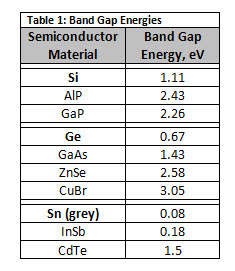 Table 1: Band Gap Energies
Semiconductor Band Gap
Material Energy, eV
Si 1.11
AlP 2.43
GaP 2.26
Ge 0.67
GaAs 1.43
ZnSe 2.58
CuBr 3.05
Sn (grey) 0.08
InSb 0.18
CdTe 1.5